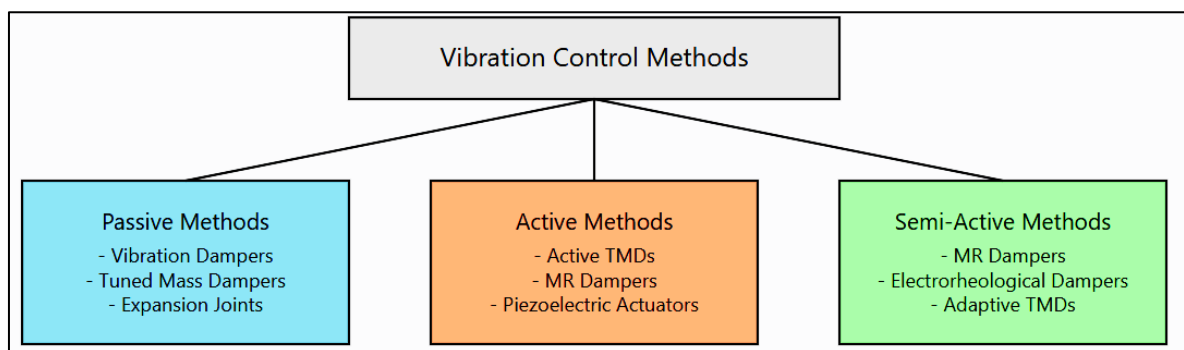 Vibration Control Methods
Passive Methods
- Vibration Dampers
- Tuned Mass Dampers
- Expansion Joints
Active Methods
- Active TMDs
- MR Dampers
- Piezoelectric Actuators
Semi-Active Methods
- MR Dampers
- Electrorheological Dampers
- Adaptive TMDs